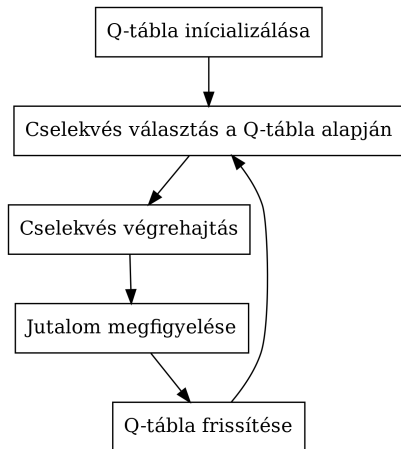 Q-tábla inícializálása
Cselekvés választás a Q-tábla alapján
Cselekvés végrehajtás
Jutalom megfigyelése
Q-tábla frissítése